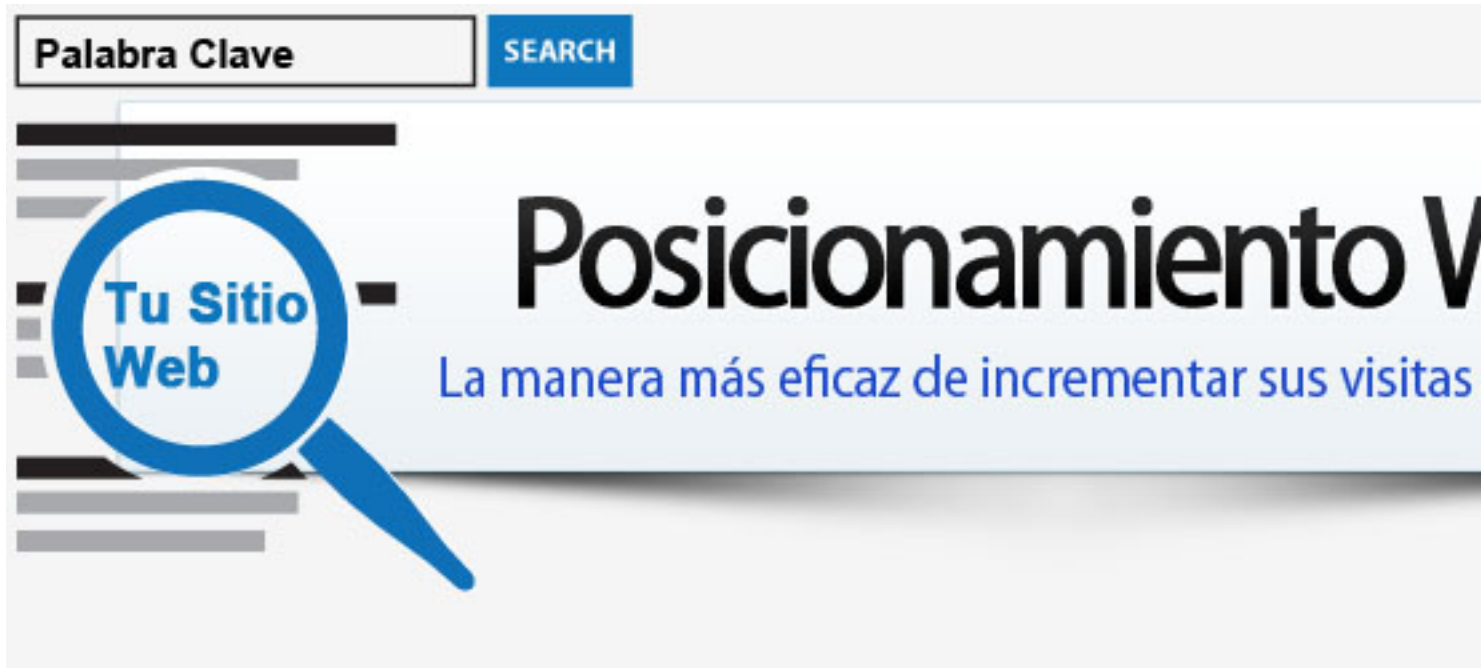 Palabra Clave
SEARCH
Posicionamiento
Tu Sitio
Web
La manera más eficaz de incrementar sus visitas